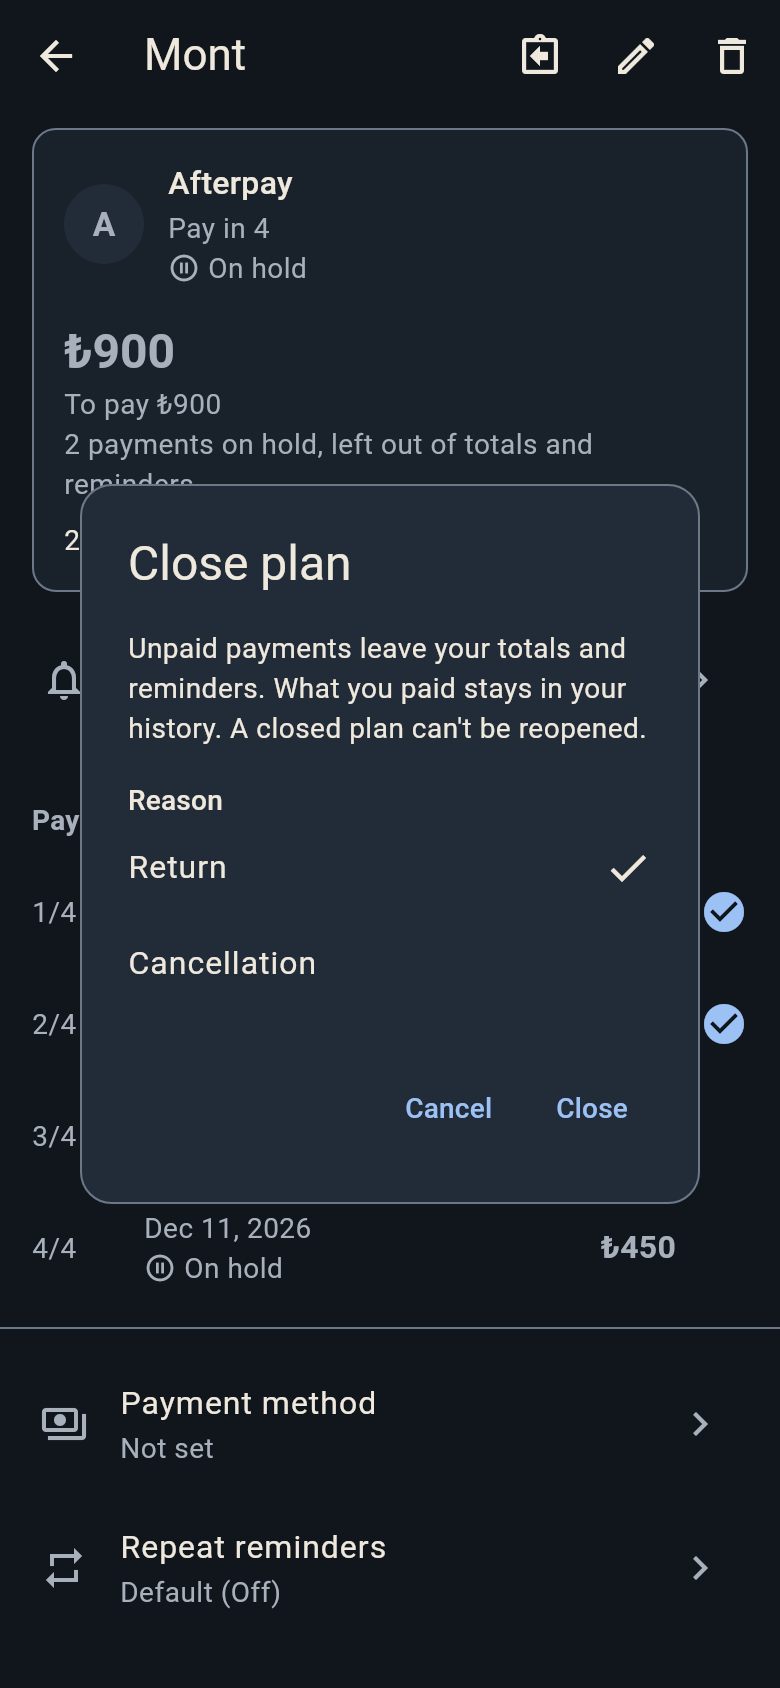 Mont
A
Afterpay
Pay in 4
On hold
₺900
To pay ₺900
2 payments on hold, left out of totals and
reminders
2
Close plan
Unpaid payments leave your totals and
reminders. What you paid stays in your
history. A closed plan can't be reopened.
Reason
Return
Cancellation
Cancel
Close
Pay
1/4
2/4
3/4
4/4
Dec 11, 2026
On hold
₺450
Payment method
Not set
Repeat reminders
Default (Off)